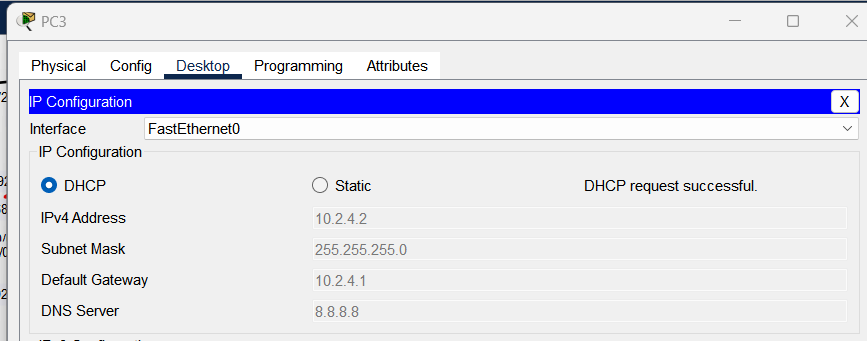 PC3
Physical Config Desktop Programming Attributes
IP Configuration X
Interface FastEthernet0
IP Configuration
DHCP Static DHCP request successful.
IPv4 Address 10.2.4.2
Subnet Mask 255.255.255.0
Default Gateway 10.2.4.1
DNS Server 8.8.8.8